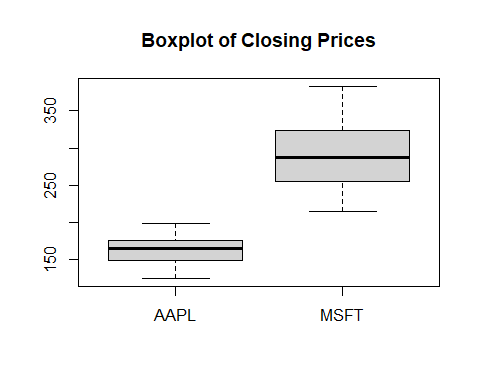 Boxplot of Closing Prices
350
250
150
AAPL MSFT